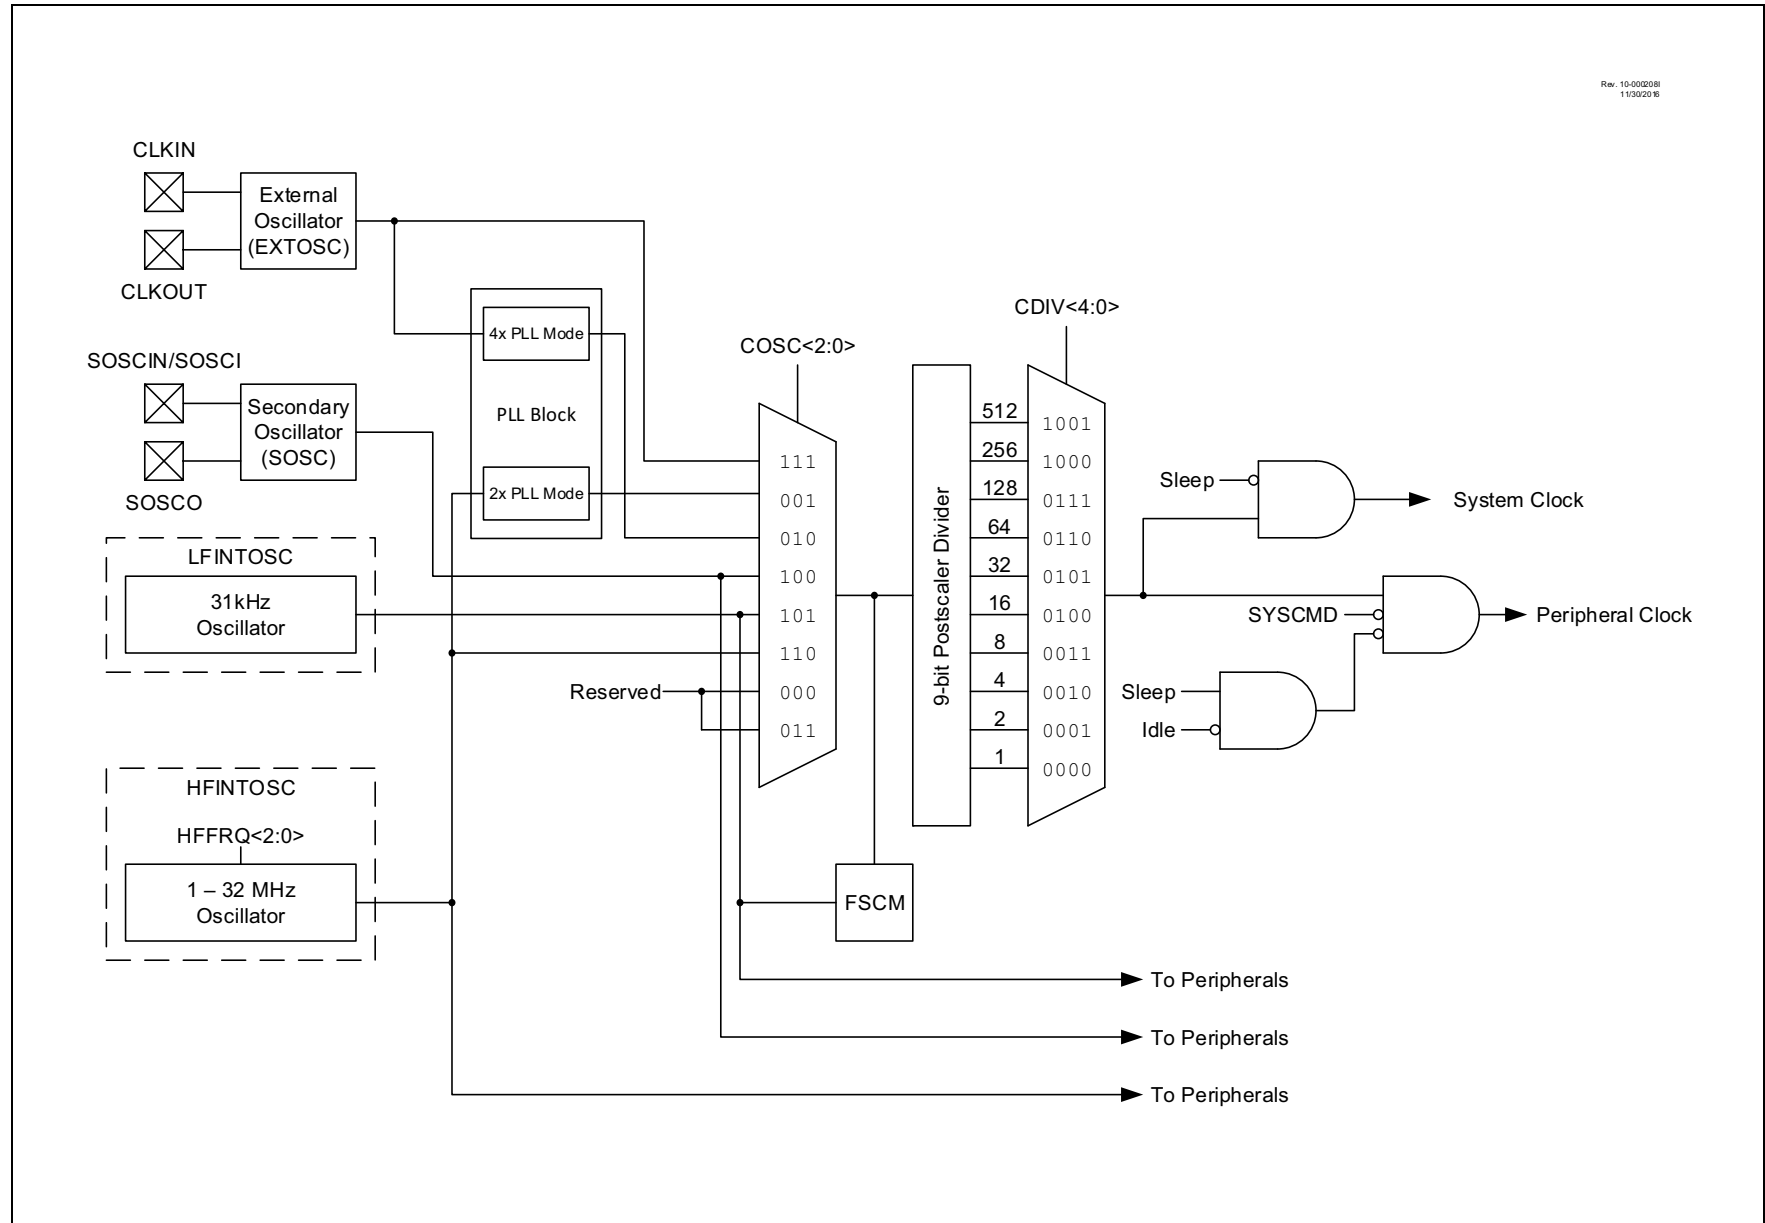 Rev. 10-000208I
11/30/2016
CLKIN
External
Oscillator
(EXTOSC)
CLKOUT
4x PLL Mode
PLL Block
2x PLL Mode
SOSCIN/SOSCI
Secondary
Oscillator
(SOSC)
SOSCO
LFINTOSC
31kHz
Oscillator
HFINTOSC
HFFRQ<2:0>
1 – 32 MHz
Oscillator
COSC<2:0>
111
001
010
100
101
110
000
011
Reserved
FSCM
9-bit Postscaler Divider
CDIV<4:0>
512
256
128
64
32
16
8
4
2
1
1001
1000
0111
0110
0101
0100
0011
0010
0001
0000
Sleep
System Clock
SYSCMD
Peripheral Clock
Sleep
Idle
To Peripherals
To Peripherals
To Peripherals